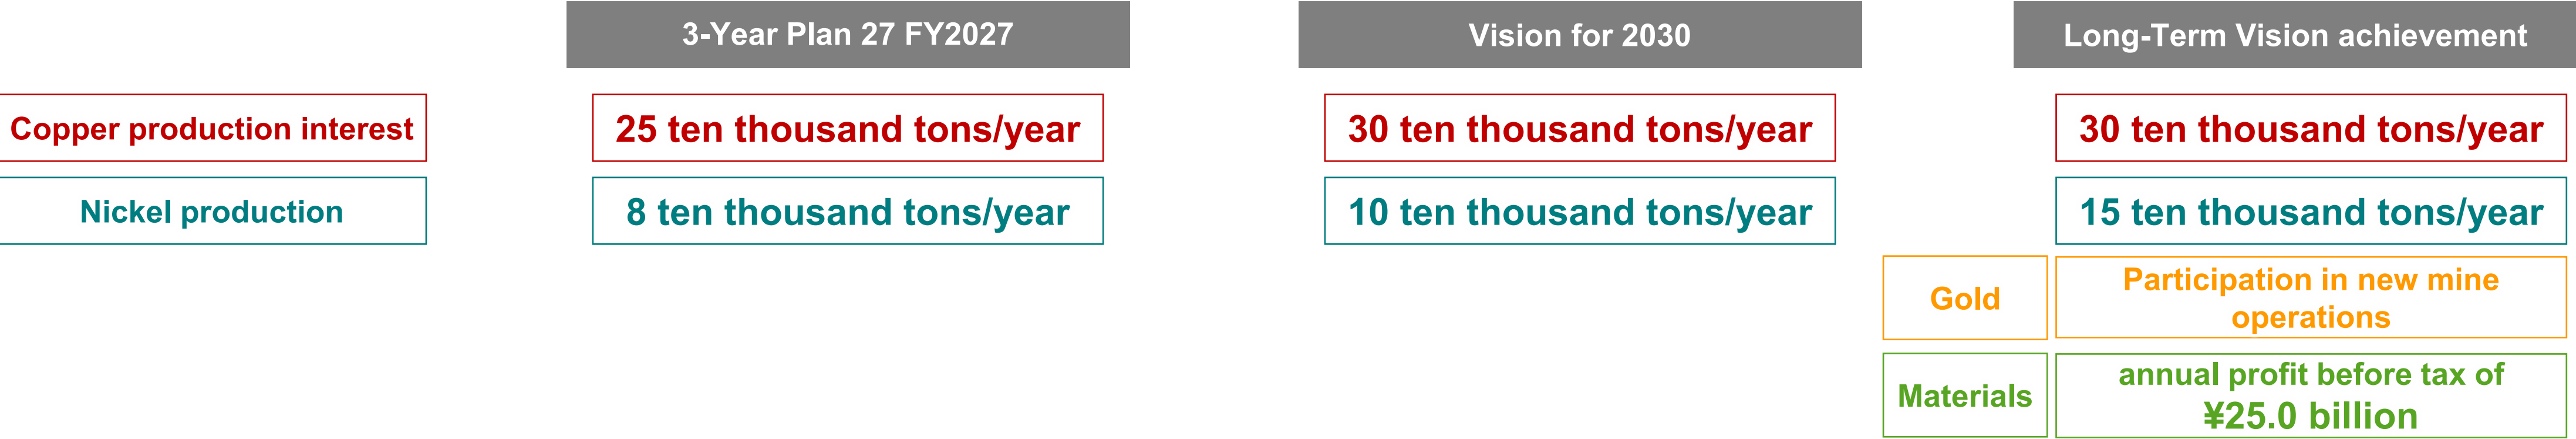 3-Year Plan 27 FY2027
Vision for 2030
Long-Term Vision achievement
Copper production interest
25 ten thousand tons/year
30 ten thousand tons/year
30 ten thousand tons/year
Nickel production
8 ten thousand tons/year
10 ten thousand tons/year
15 ten thousand tons/year
Gold
Participation in new mine
operations
Materials
annual profit before tax of
¥25.0 billion